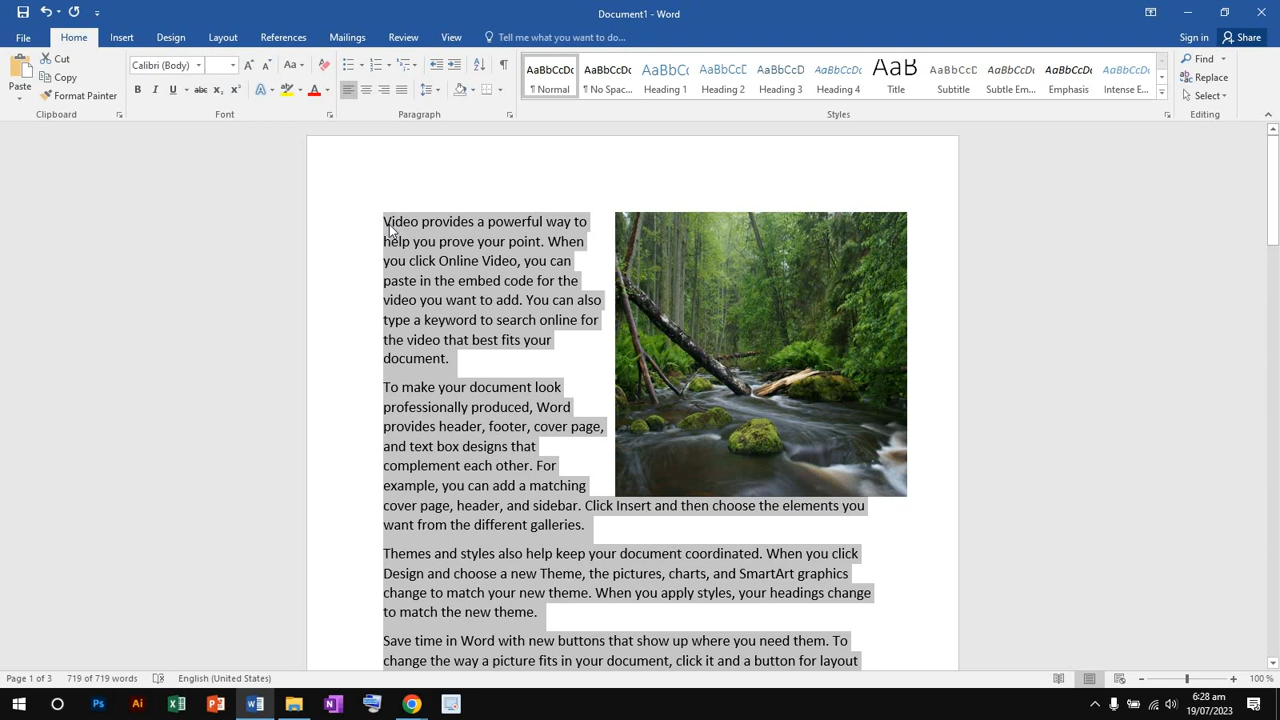 Document1 - Word
File
Home
Insert
Design
Layout
References
Mailings
Review
View
Tell me what you want to do...
Sign in
Share
Paste
Cut
Copy
Format Painter
Clipboard
Calibri (Body)
Font
Paragraph
AaBbCcDc
¶ Normal
AaBbCcDc
¶ No Spac...
AaBbCc
Heading 1
AaBbCcD
Heading 2
AaBbCcD
Heading 3
AaBbCcD
Heading 4
AaB
Title
AaBbCcD
Subtitle
AaBbCcDc
Subtle Em...
AaBbCcDc
Emphasis
AaBbCcDc
Intense E...
Styles
Find
Replace
Select
Editing
Video provides a powerful way to
help you prove your point. When
you click Online Video, you can
paste in the embed code for the
video you want to add. You can also
type a keyword to search online for
the video that best fits your
document.
To make your document look
professionally produced, Word
provides header, footer, cover page,
and text box designs that
complement each other. For
example, you can add a matching
cover page, header, and sidebar. Click Insert and then choose the elements you
want from the different galleries.
Themes and styles also help keep your document coordinated. When you click
Design and choose a new Theme, the pictures, charts, and SmartArt graphics
change to match your new theme. When you apply styles, your headings change
to match the new theme.
Save time in Word with new buttons that show up where you need them. To
change the way a picture fits in your document, click it and a button for layout
Page 1 of 3
719 of 719 words
English (United States)
100 %
6:28 am
19/07/2023